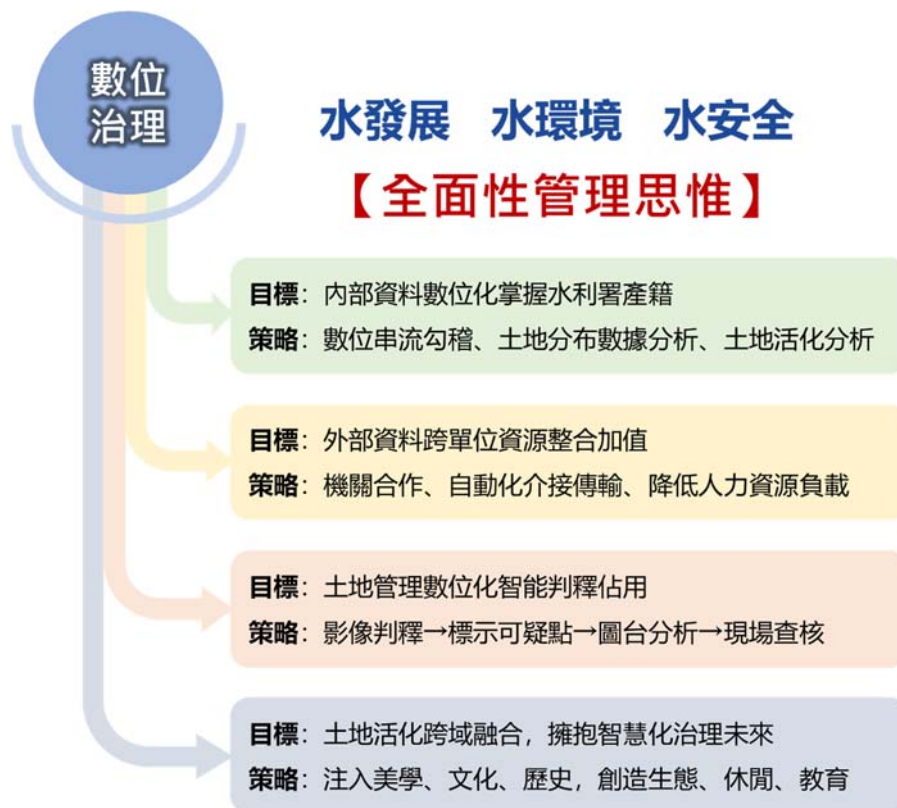 數位
治理
水發展 水環境 水安全
【全面性管理思惟】
目標：內部資料數位化掌握水利署產籍
策略：數位串流勾稽、土地分布數據分析、土地活化分析
目標：外部資料跨單位資源整合加值
策略：機關合作、自動化介接傳輸、降低人力資源負載
目標：土地管理數位化智能判釋佔用
策略：影像判釋→標示可疑點→圖台分析→現場查核
目標：土地活化跨域融合，擁抱智慧化治理未來
策略：注入美學、文化、歷史，創造生態、休閒、教育